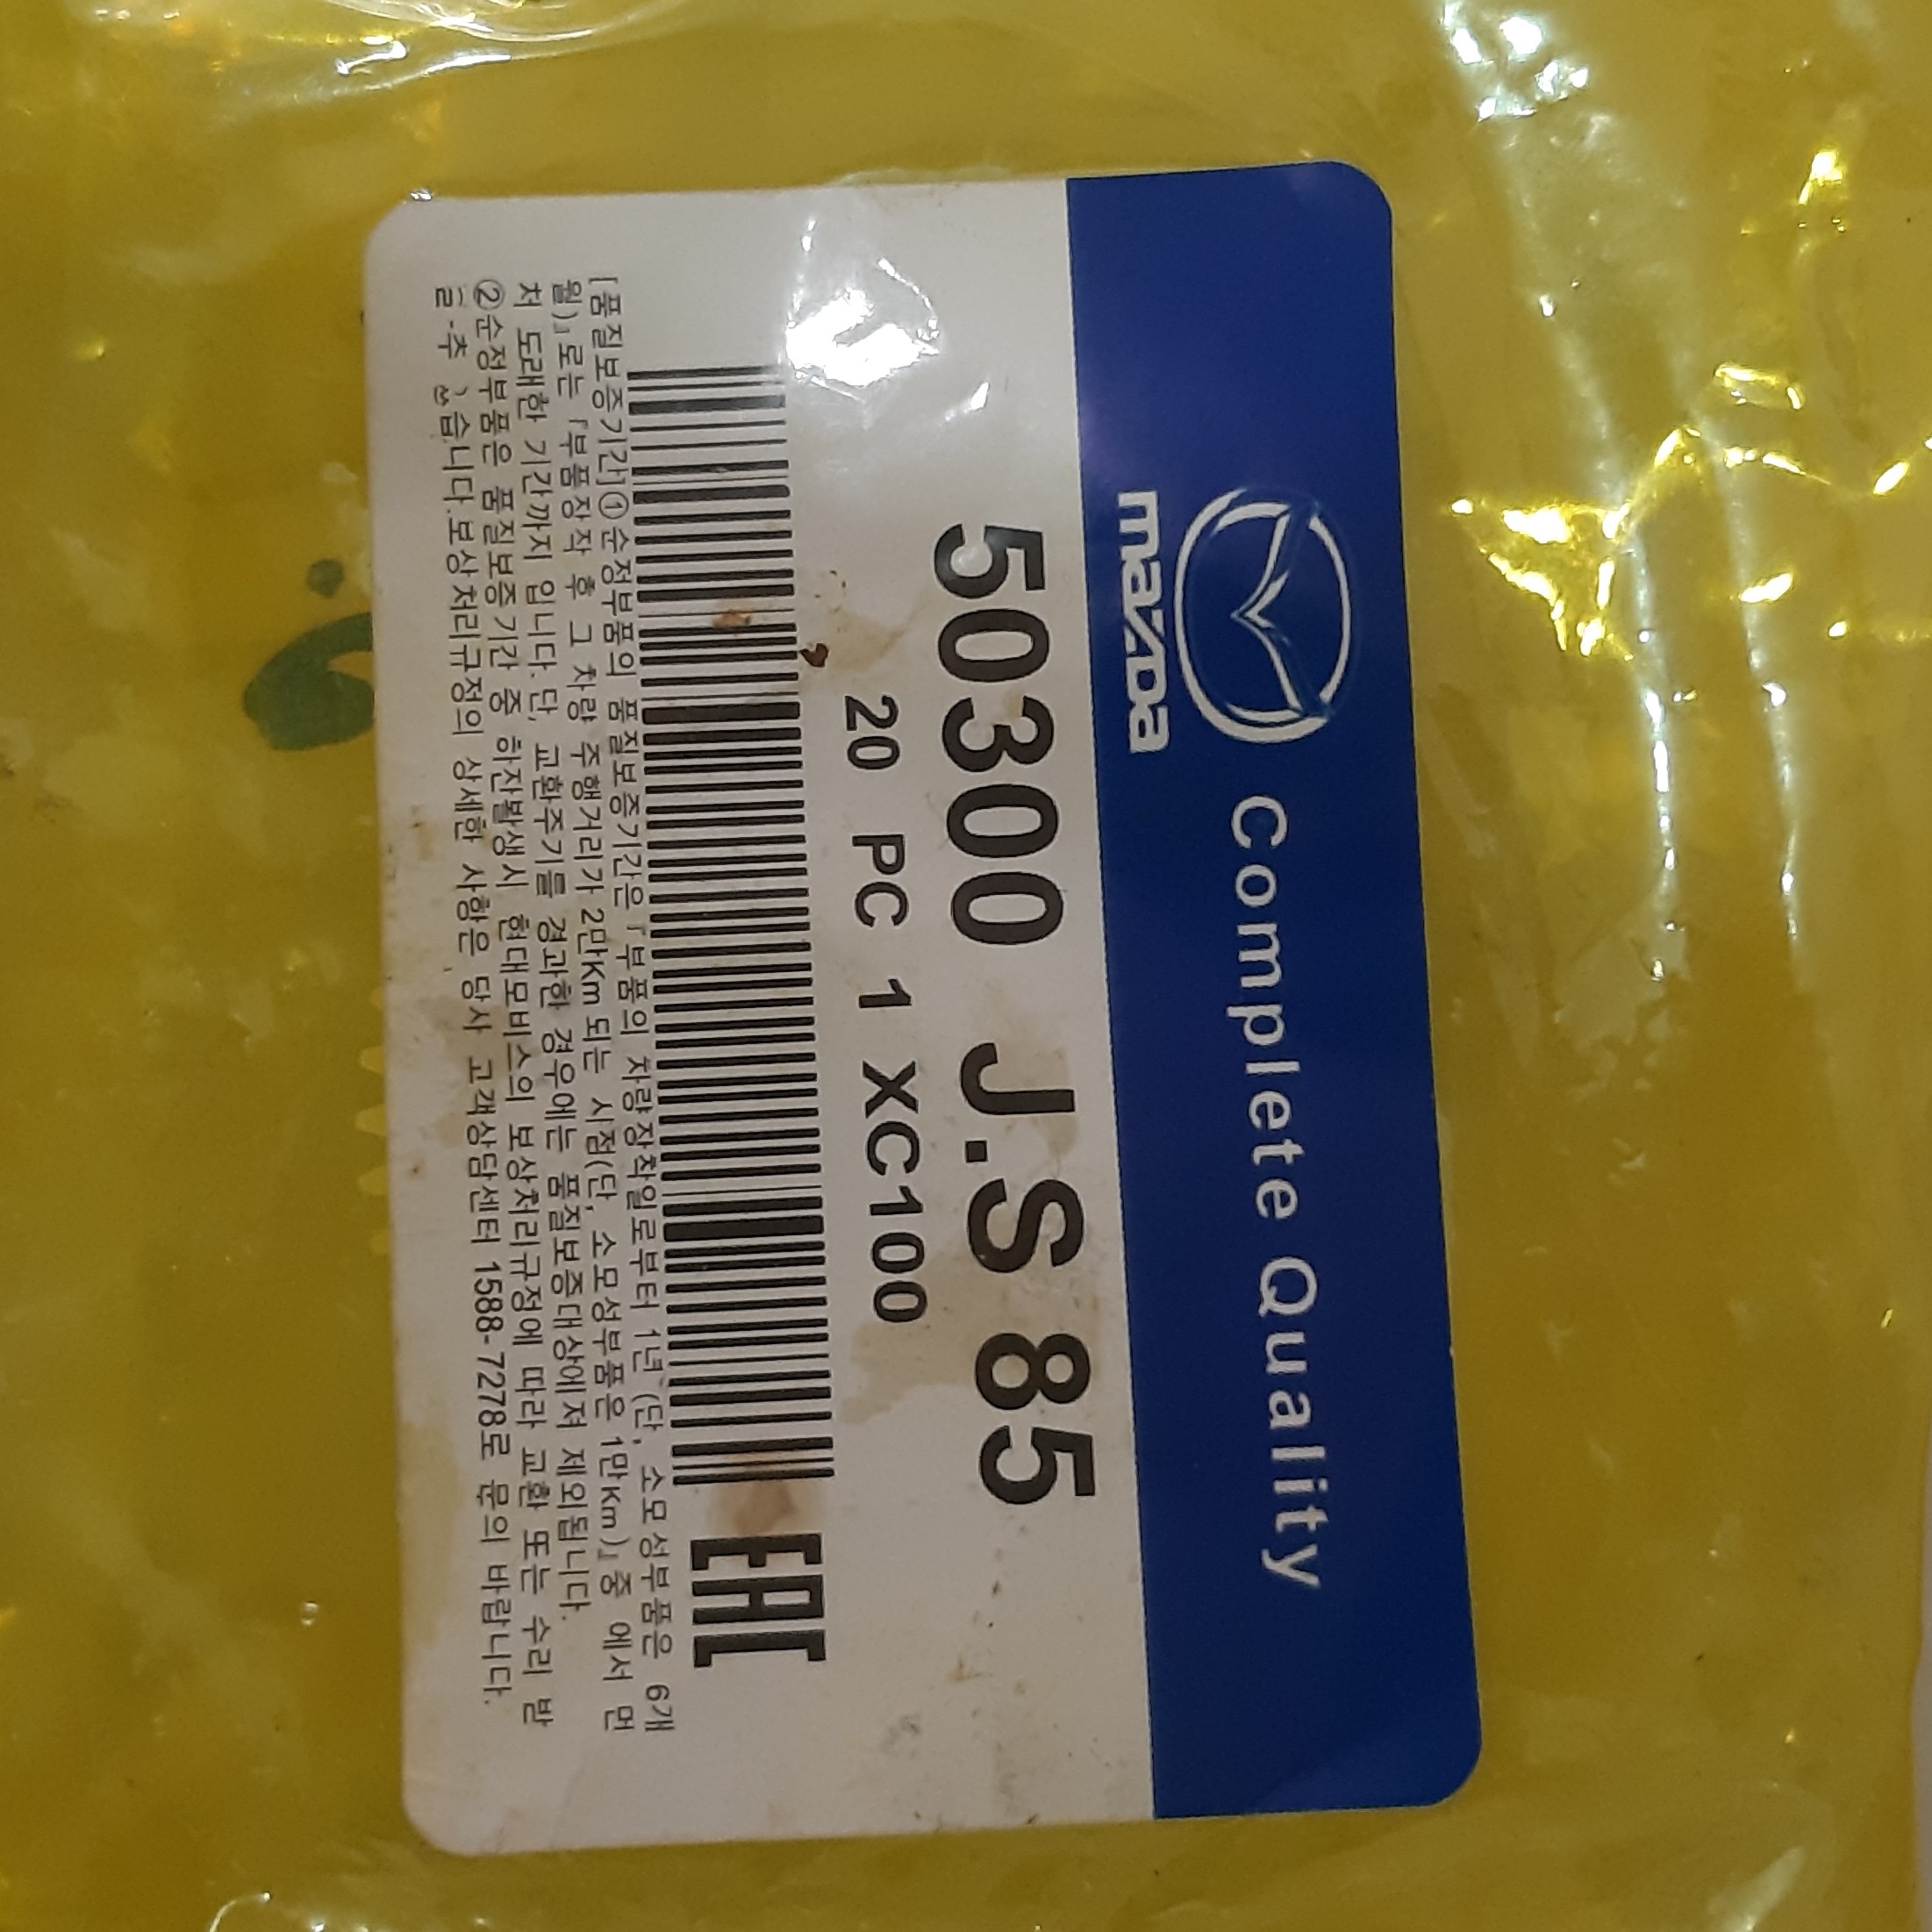 mazda
Complete Quality
50300 J.S 85
20 PC 1 XC100
EAC
[품질보증기간]①순정부품의 품질보증기간은『부품의 차량장착일로부터 1년 (단, 소모성부품은 6개
월)』로는『부품장작 후 그 차량 주행거리가 2만Km 되는 시점(단, 소모성부품은 1만Km)』중 에서 먼
처 도래한 기간까지 입니다.단, 교환주기를 경과한 경우에는 품질보증대상에저 제외됩니다.
②순정부품은 품질보증기간 중 하잔봘생시 현대모비스의 보상처리규정에 따라 교환 또는 수리 받
습니다.보상처리규정의 상세한 사항은 당사 고객상담센터 1588-7278로 문의 바랍니다.